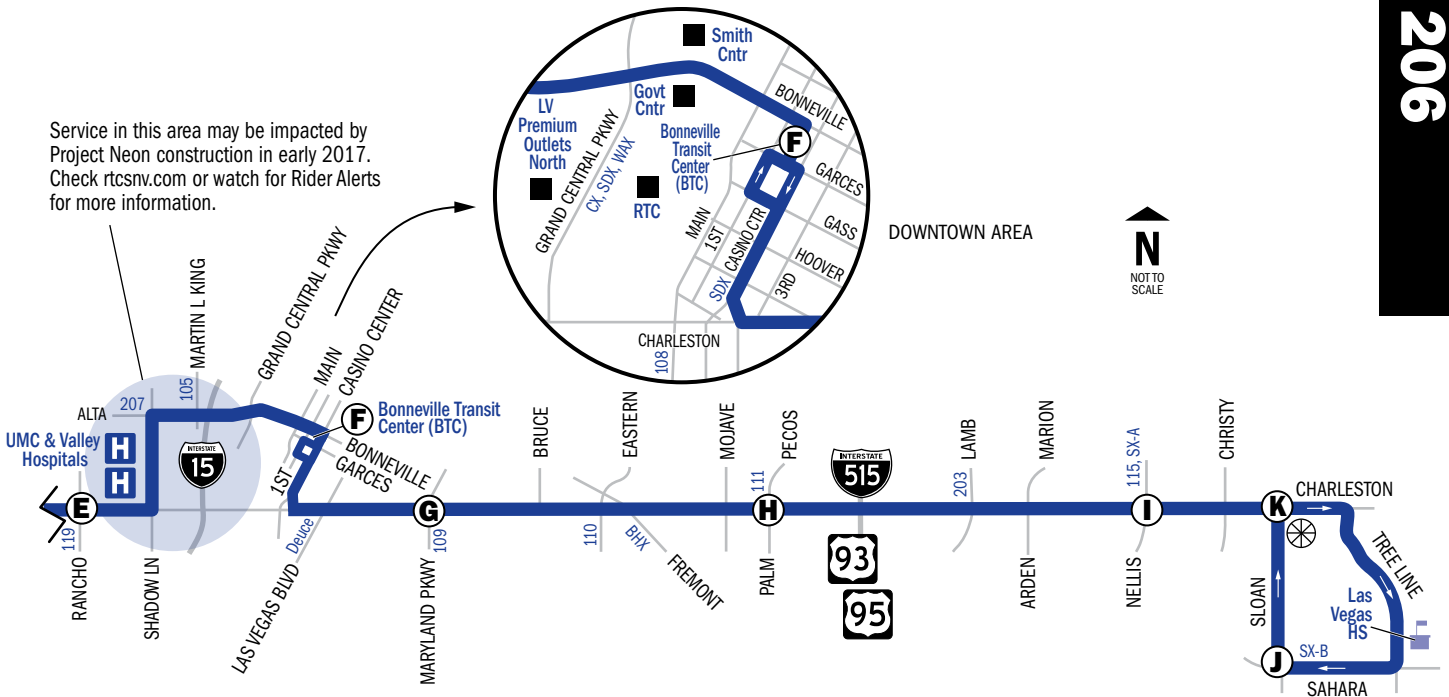 206
Service in this area may be impacted by
Project Neon construction in early 2017.
Check rtcsnv.com or watch for Rider Alerts
for more information.
Smith
Cntr
LV
Premium
Outlets
North
Govt
Cntr
Bonneville
Transit
Center
(BTC)
RTC
GRAND CENTRAL PKWY
CX, SDX, WAX
BONNEVILLE
F
GARCES
GASS
HOOVER
MAIN
1ST
CASINO CTR
SDX
3RD
CHARLESTON
108
DOWNTOWN AREA
N
NOT TO
SCALE
ALTA
207
105
MARTIN L KING
GRAND CENTRAL PKWY
MAIN
CASINO CENTER
F
Bonneville Transit
Center (BTC)
UMC & Valley
Hospitals
H
H
INTERSTATE
15
1ST
BONNEVILLE
GARCES
BRUCE
EASTERN
MOJAVE
111
PECOS
INTERSTATE
515
203
LAMB
MARION
115, SX-A
CHRISTY
E
G
H
I
K
CHARLESTON
119
RANCHO
SHADOW LN
Deuce
LAS VEGAS BLVD
109
MARYLAND PKWY
110
BHX
FREMONT
PALM
93
95
ARDEN
NELLIS
SLOAN
TREE LINE
Las
Vegas
HS
J
SX-B
SAHARA